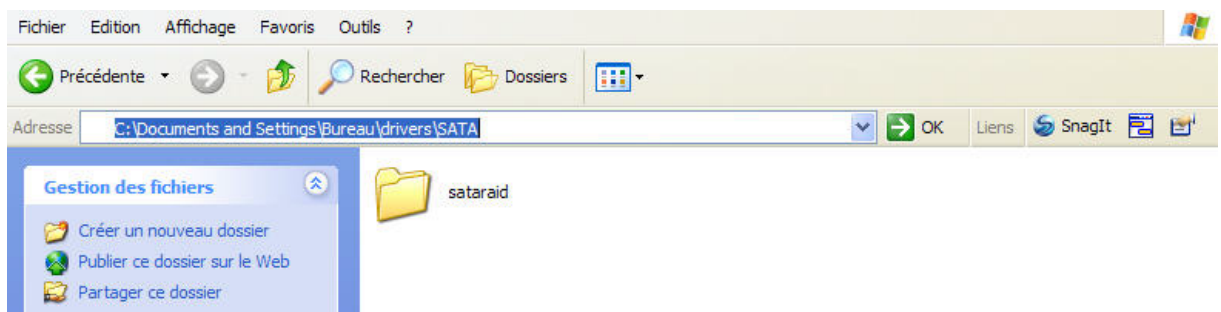 Fichier Edition Affichage Favoris Outils ?
Précédente Rechercher Dossiers
Adresse C:\Documents and Settings\Bureau\drivers\SATA OK Liens SnagIt
Gestion des fichiers
sataraid
Créer un nouveau dossier
Publier ce dossier sur le Web
Partager ce dossier